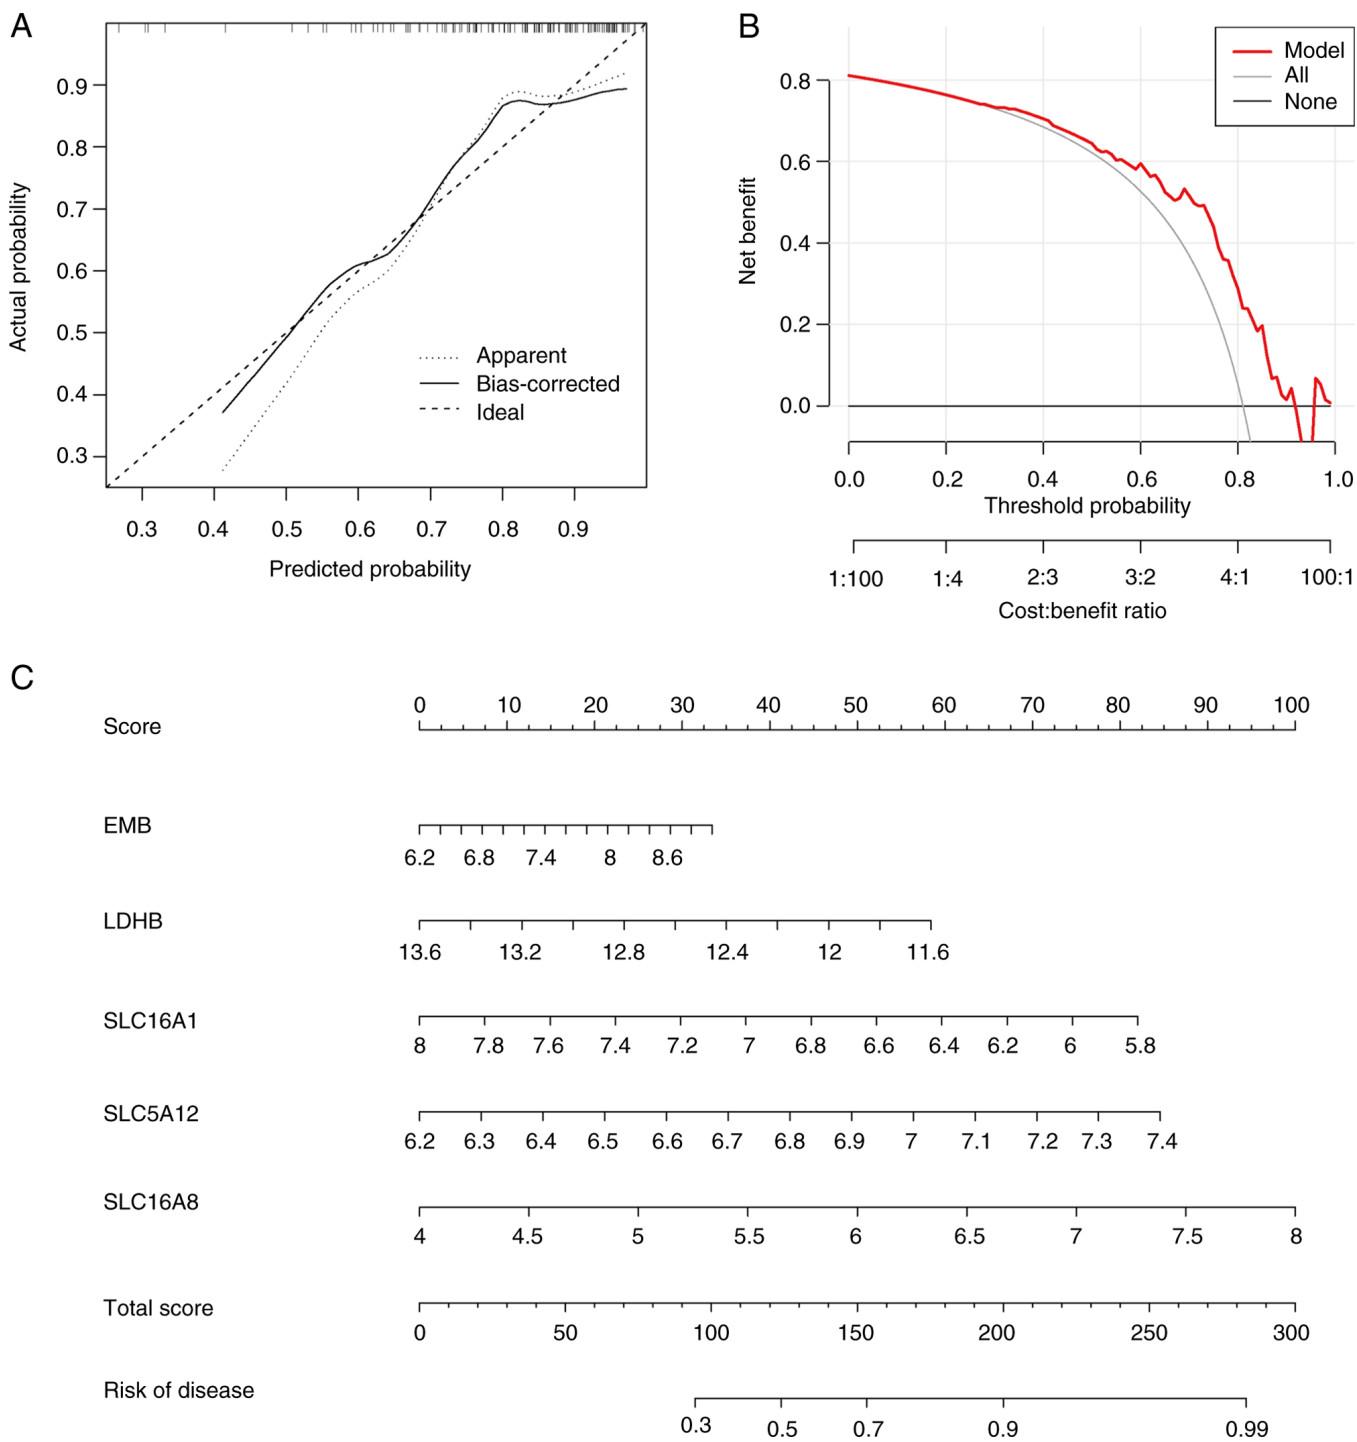 A
0.9
0.8
0.7
0.6
0.5
0.4
0.3
Actual probability
Apparent
Bias-corrected
Ideal
0.3 0.4 0.5 0.6 0.7 0.8 0.9
Predicted probability
B
Model
All
None
0.8
0.6
0.4
0.2
0.0
Net benefit
0.0 0.2 0.4 0.6 0.8 1.0
Threshold probability
1:100 1:4 2:3 3:2 4:1 100:1
Cost:benefit ratio
C
Score 0 10 20 30 40 50 60 70 80 90 100
EMB
6.2 6.8 7.4 8 8.6
LDHB
13.6 13.2 12.8 12.4 12 11.6
SLC16A1
8 7.8 7.6 7.4 7.2 7 6.8 6.6 6.4 6.2 6 5.8
SLC5A12
6.2 6.3 6.4 6.5 6.6 6.7 6.8 6.9 7 7.1 7.2 7.3 7.4
SLC16A8
4 4.5 5 5.5 6 6.5 7 7.5 8
Total score
0 50 100 150 200 250 300
Risk of disease
0.3 0.5 0.7 0.9 0.99